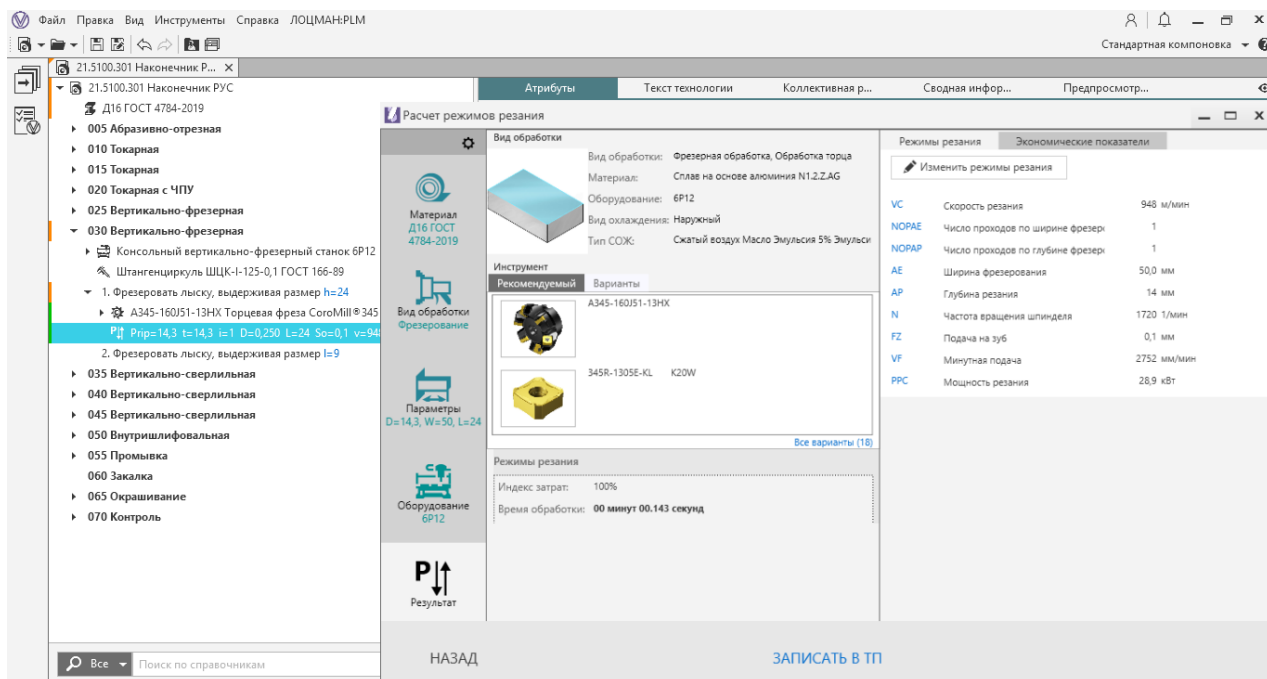 Файл Правка Вид Инструменты Справка ЛОЦМАН:PLM
Стандартная компоновка
21.5100.301 Наконечник Р...
21.5100.301 Наконечник РУС
Д16 ГОСТ 4784-2019
005 Абразивно-отрезная
010 Токарная
015 Токарная
020 Токарная с ЧПУ
025 Вертикально-фрезерная
030 Вертикально-фрезерная
Консольный вертикально-фрезерный станок 6Р12
Штангенциркуль ШЦК-I-125-0,1 ГОСТ 166-89
1. Фрезеровать лыску, выдерживая размер h=24
A345-160J51-13HX Торцевая фреза CoroMill®345
Prip=14,3 t=14,3 i=1 D=0,250 L=24 So=0,1 v=948
2. Фрезеровать лыску, выдерживая размер l=9
035 Вертикально-сверлильная
040 Вертикально-сверлильная
045 Вертикально-сверлильная
050 Внутришлифовальная
055 Промывка
060 Закалка
065 Окрашивание
070 Контроль
Все
Поиск по справочникам
Атрибуты Текст технологии Коллективная р... Сводная инфор... Предпросмотр...
Расчет режимов резания
Материал
Д16 ГОСТ
4784-2019
Вид обработки
Фрезерование
Параметры
D=14,3, W=50, L=24
Оборудование
6Р12
Результат
Вид обработки
Вид обработки: Фрезерная обработка, Обработка торца
Материал: Сплав на основе алюминия N1.2.Z.AG
Оборудование: 6Р12
Вид охлаждения: Наружный
Тип СОЖ: Сжатый воздух Масло Эмульсия 5% Эмульси
Инструмент
Рекомендуемый Варианты
A345-160J51-13HX
345R-1305E-KL K20W
Все варианты (18)
Режимы резания
Индекс затрат: 100%
Время обработки: 00 минут 00.143 секунд
Режимы резания Экономические показатели
Изменить режимы резания
VC Скорость резания 948 м/мин
NOPAE Число проходов по ширине фрезеро 1
NOPAP Число проходов по глубине фрезеро 1
AE Ширина фрезерования 50,0 мм
AP Глубина резания 14 мм
N Частота вращения шпинделя 1720 1/мин
FZ Подача на зуб 0,1 мм
VF Минутная подача 2752 мм/мин
PPC Мощность резания 28,9 кВт
НАЗАД
ЗАПИСАТЬ В ТП